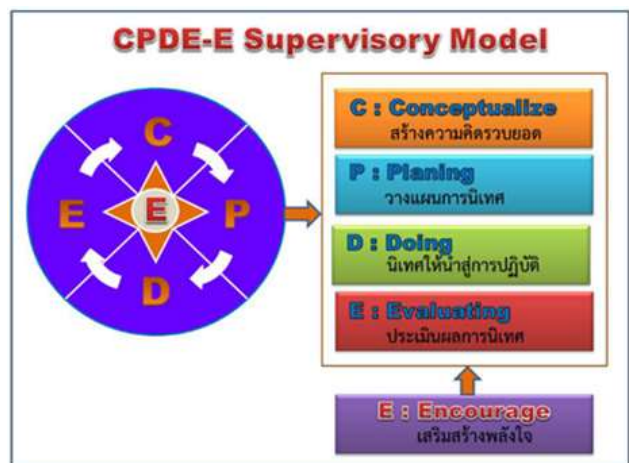 CPDE-E Supervisory Model
C
E
E
P
D
C : Conceptualize
สร้างความคิดรวบยอด
P : Planing
วางแผนการนิเทศ
D : Doing
นิเทศให้นำสู่การปฏิบัติ
E : Evaluating
ประเมินผลการนิเทศ
E : Encourage
เสริมสร้างพลังใจ